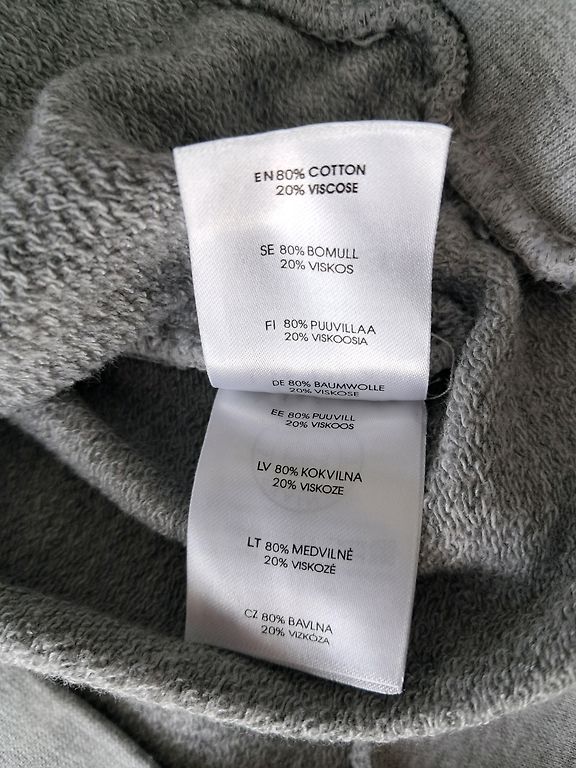 EN 80% COTTON
20% VISCOSE
SE 80% BOMULL
20% VISKOS
FI 80% PUUVILLAA
20% VISKOOSIA
DE 80% BAUMWOLLE
20% VISKOSE
EE 80% PUUVILL
20% VISKOOS
LV 80% KOKVILNA
20% VISKOZE
LT 80% MEDVILNĖ
20% VISKOZĖ
CZ 80% BAVLNA
20% VIZKÓZA